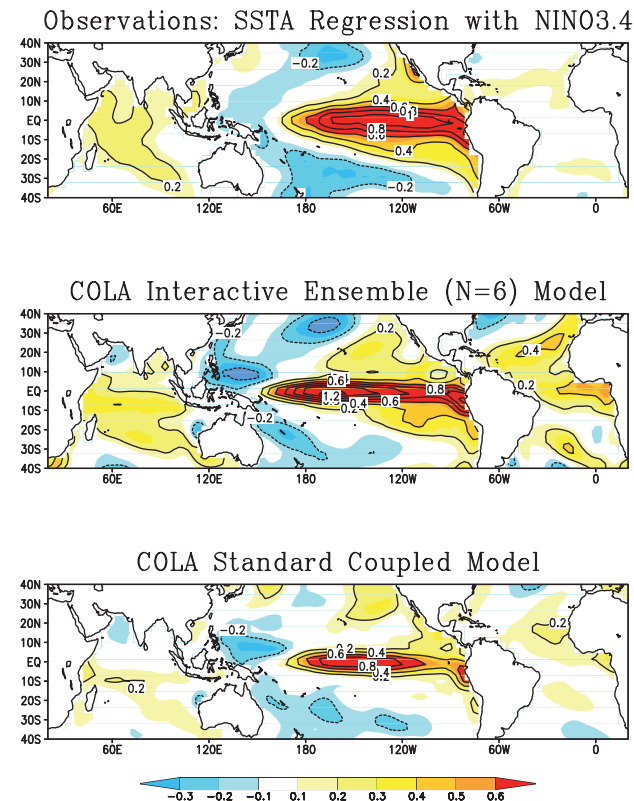 Observations: SSTA Regression with NINO3.4
40N
30N
20N
10N
EQ
10S
20S
30S
40S
-0.2
0.2
0.4
0.8
0.4
0.2
-0.2
60E 120E 180 120W 60W 0
COLA Interactive Ensemble (N=6) Model
40N
30N
20N
10N
EQ
10S
20S
30S
40S
-0.2
0.2
0.4
0.6
0.8
0.2
1.2
0.4
0.6
0.2
-0.2
60E 120E 180 120W 60W 0
COLA Standard Coupled Model
40N
30N
20N
10N
EQ
10S
20S
30S
40S
-0.2
0.2
0.6
0.4
0.8
0.4
0.2
60E 120E 180 120W 60W 0
-0.3 -0.2 -0.1 0.1 0.2 0.3 0.4 0.5 0.6